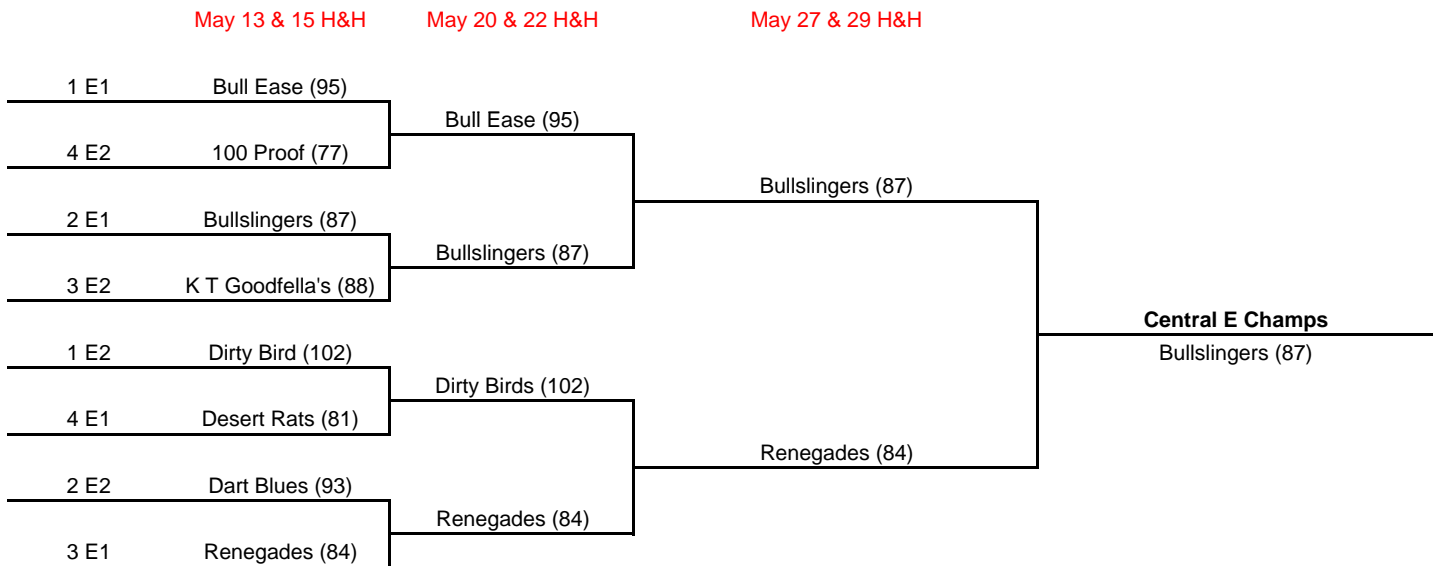 May 13 & 15 H&H May 20 & 22 H&H May 27 & 29 H&H
1 E1 Bull Ease (95)
Bull Ease (95)
4 E2 100 Proof (77)
Bullslingers (87)
2 E1 Bullslingers (87)
Bullslingers (87)
3 E2 K T Goodfella's (88)
Central E Champs
1 E2 Dirty Bird (102)
Bullslingers (87)
Dirty Birds (102)
4 E1 Desert Rats (81)
Renegades (84)
2 E2 Dart Blues (93)
Renegades (84)
3 E1 Renegades (84)